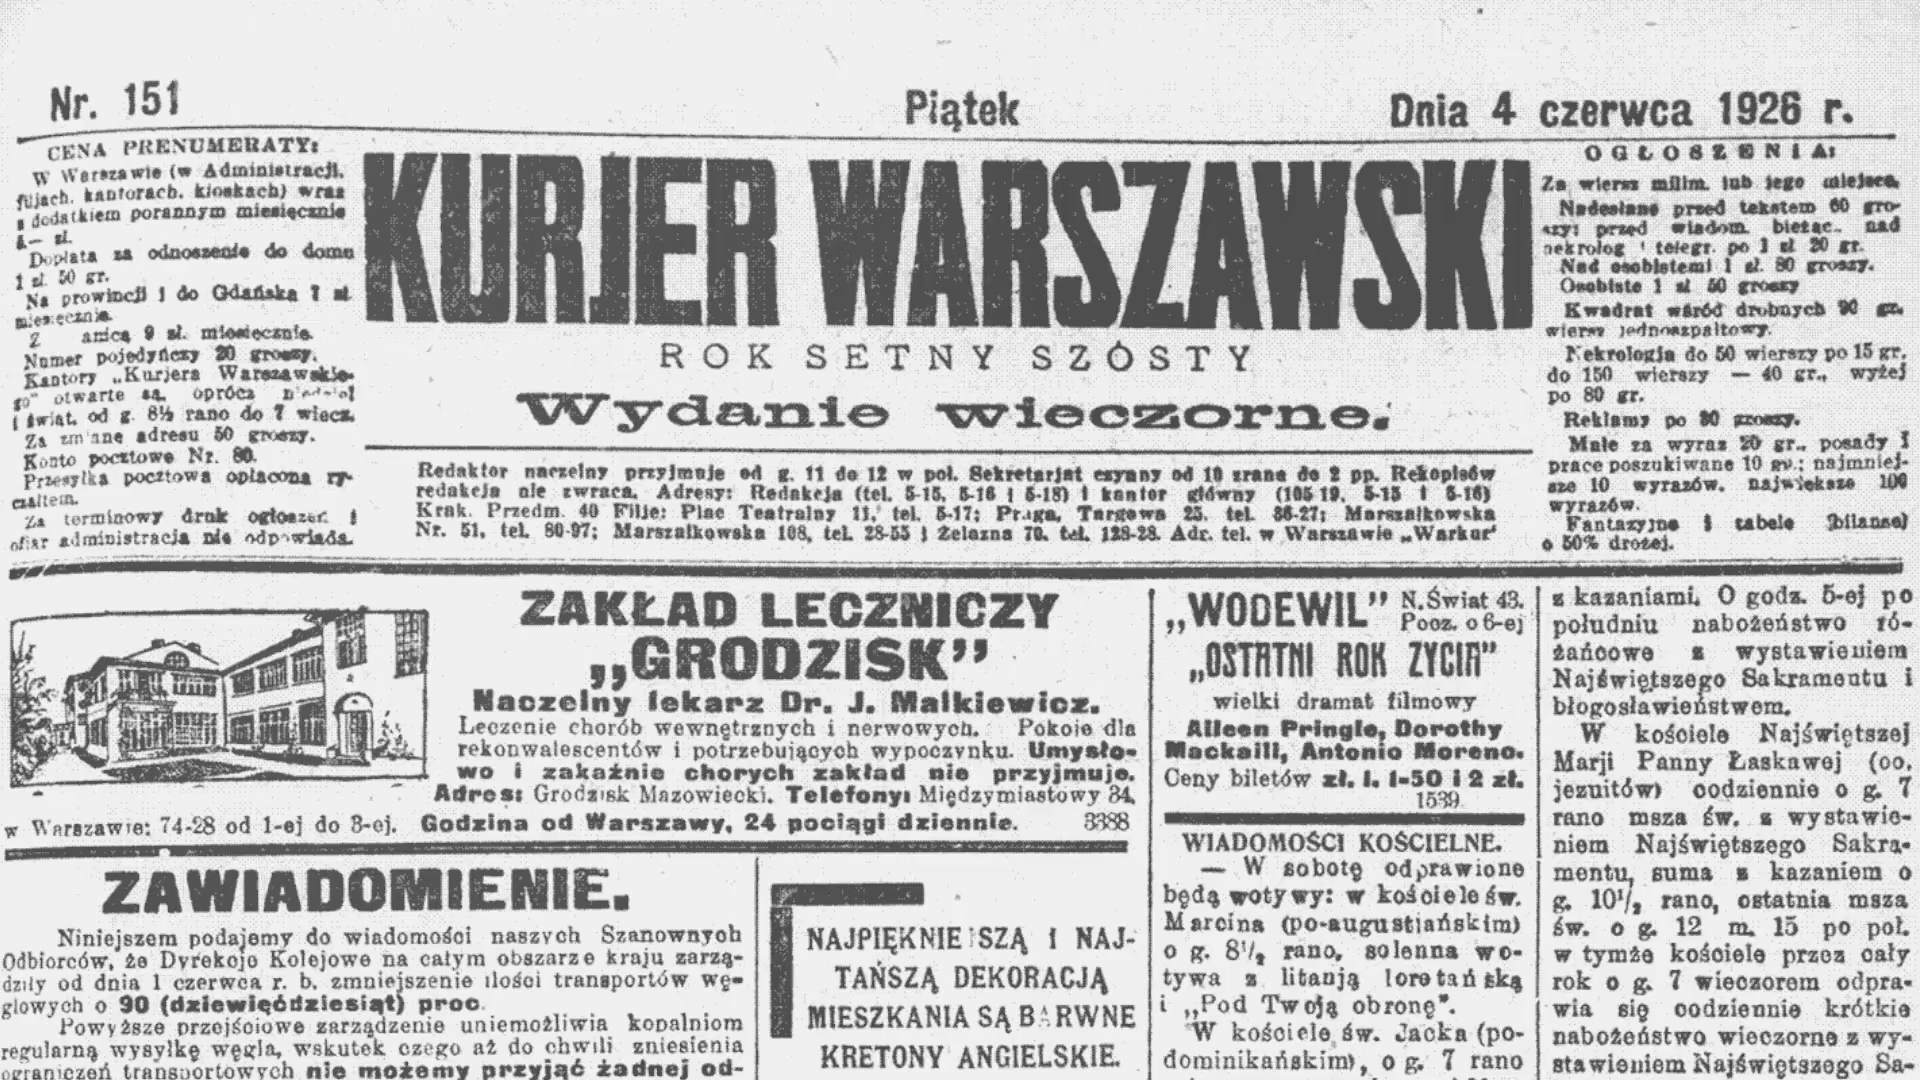 Nr. 151
Piątek
Dnia 4 czerwca 1926 r.
CENA PRENUMERATY:
W Warszawie (w Administracji,
filjach, kantorach, kioskach) wraz
z dodatkiem porannym miesięcznie
zł.
Dopłata za odnoszenie do domu
1 zł. 50 gr.
Na prowincji i do Gdańska 7 zł.
miesięcznie.
9 zł. miesięcznie.
Numer pojedyńczy 20 groszy.
Kantory „Kurjera Warszawskie-
go" otwarte są, oprócz
i świąt, od g. 8½ rano do 7 wiecz.
Za zmianę adresu 50 groszy.
Konto pocztowe Nr. 80.
Przesyłka pocztowa opłacona ry-
czałtem.
Za terminowy druk ogłoszeń i
ofiar administracja nie odpowiada.
KURJER WARSZAWSKI
ROK SETNY SZÓSTY
Wydanie wieczorne.
Redaktor naczelny przyjmuje od g. 11 do 12 w poł. Sekretarjat czynny od 10 zrana do 2 pp. Rękopisów
redakcja nie zwraca. Adresy: Redakcja (tel. 5-15, 5-16 i 5-18) i kantor główny (105-19, 5-15 i 5-16)
Krak. Przedm. 40 Filje: Plac Teatralny 11, tel. 5-17; Praga, Targowa 25, tel. 86-27; Marszałkowska
Nr. 51, tel. 80-97; Marszałkowska 108, tel. 28-55 i Żelazna 70, tel. 128-28. Adr. tel. w Warszawie „Warkur"
OGŁOSZENIA:
Za wiersz milim. lub jego miejsce.
Nadesłane przed tekstem 60 gro-
szy; przed wiadom. bieżąc., nad
nekrolog i telegr. po 1 zł 20 gr.
Nad osobistemi 1 zł. 80 groszy.
Osobiste 1 zł 50 groszy
Kwadrat wśród drobnych 90 gr.
wiersz jednoszpaltowy.
Nekrologja do 50 wierszy po 15 gr.
do 150 wierszy — 40 gr., wyżej
po 80 gr.
Reklamy po 80 groszy.
Małe za wyraz 20 gr., posady i
prace poszukiwane 10 gr.; najmniej-
sze 10 wyrazów, największe 100
wyrazów.
Fantazyjne i tabele (bilanse)
o 50% drożej.
ZAKŁAD LECZNICZY
„GRODZISK"
Naczelny lekarz Dr. J. Malkiewicz.
Leczenie chorób wewnętrznych i nerwowych. Pokoje dla
rekonwalescentów i potrzebujących wypoczynku. Umysło-
wo i zakaźnie chorych zakład nie przyjmuje.
Adres: Grodzisk Mazowiecki. Telefony: Międzymiastowy 34,
w Warszawie: 74-28 od 1-ej do 3-ej. Godzina od Warszawy, 24 pociągi dziennie. 3388
„WODEWIL" N. Świat 43.
Pocz. o 6-ej
„OSTATNI ROK ŻYCIA"
wielki dramat filmowy
Aileen Pringle, Dorothy
Mackaill, Antonio Moreno.
Ceny biletów zł. 1, 1-50 i 2 zł.
1539
WIADOMOŚCI KOŚCIELNE.
— W sobotę odprawione
będą wotywy: w kościele św.
Marcina (po-augustiańskim)
o g. 8½ rano, solenna wo-
tywa z litanją loretańską
i „Pod Twoją obronę".
W kościele św. Jacka (po-
dominikańskim), o g. 7 rano
z kazaniami. O godz. 5-ej po
południu nabożeństwo ró-
żańcowe z wystawieniem
Najświętszego Sakramentu i
błogosławieństwem.
W kościele Najświętszej
Marji Panny Łaskawej (oo.
jezuitów) codziennie o g. 7
rano msza św. z wystawie-
niem Najświętszego Sakra-
mentu, suma z kazaniem o
g. 10½ rano, ostatnia msza
św. o g. 12 m. 15 po poł.
w tymże kościele przez cały
rok o g. 7 wieczorem odpra-
wia się codziennie krótkie
nabożeństwo wieczorne z wy-
stawieniem Najświętszego Sa-
ZAWIADOMIENIE.
Niniejszem podajemy do wiadomości naszych Szanownych
Odbiorców, że Dyrekcje Kolejowe na całym obszarze kraju zarzą-
dziły od dnia 1 czerwca r. b. zmniejszenie ilości transportów wę-
glowych o 90 (dziewięćdziesiąt) proc.
Powyższe przejściowe zarządzenie uniemożliwia kopalniom
regularną wysyłkę węgla, wskutek czego aż do chwili zniesienia
ograniczeń transportowych nie możemy przyjąć żadnej od-
NAJPIĘKNIEJSZĄ I NAJ-
TAŃSZĄ DEKORACJĄ
MIESZKANIA SĄ BARWNE
KRETONY ANGIELSKIE.